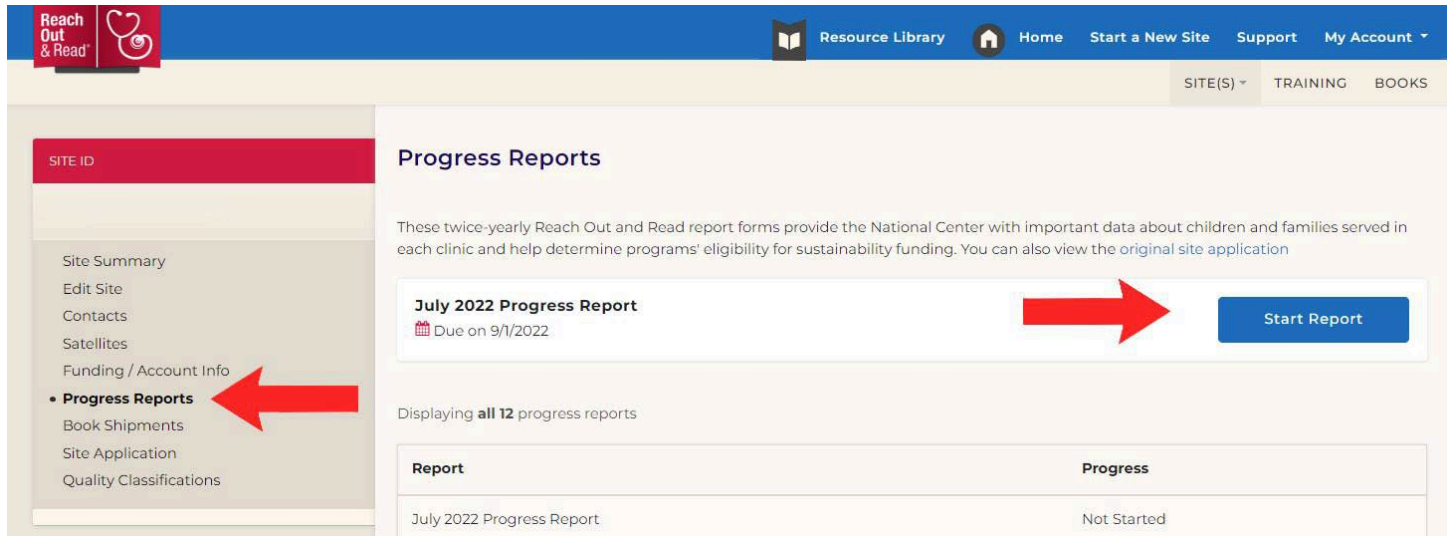 Reach
Out
& Read®
Resource Library
Home
Start a New Site
Support
My Account
SITE(S)
TRAINING
BOOKS
SITE ID
Site Summary
Edit Site
Contacts
Satellites
Funding / Account Info
• Progress Reports
Book Shipments
Site Application
Quality Classifications
Progress Reports
These twice-yearly Reach Out and Read report forms provide the National Center with important data about children and families served in
each clinic and help determine programs' eligibility for sustainability funding. You can also view the original site application
July 2022 Progress Report
Due on 9/1/2022
Start Report
Displaying all 12 progress reports
Report Progress
July 2022 Progress Report Not Started